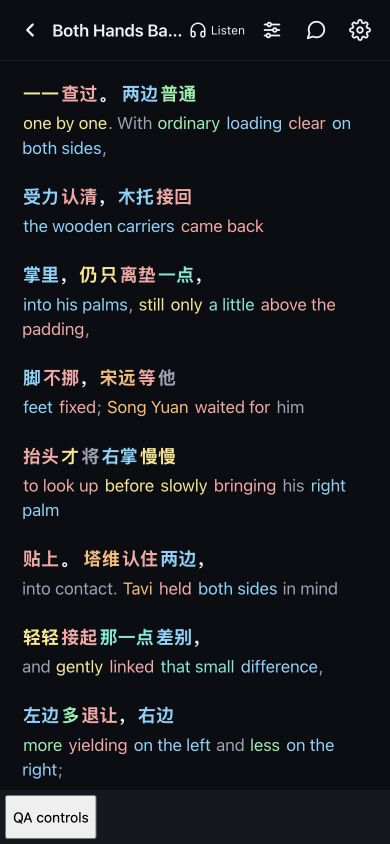 Both Hands Ba... Listen
一一查过。两边普通
one by one. With ordinary loading clear on
both sides,
受力认清，木托接回
the wooden carriers came back
掌里，仍只离垫一点，
into his palms, still only a little above the
padding,
脚不挪，宋远等他
feet fixed; Song Yuan waited for him
抬头才将右掌慢慢
to look up before slowly bringing his right
palm
贴上。塔维认住两边，
into contact. Tavi held both sides in mind
轻轻接起那一点差别，
and gently linked that small difference,
左边多退让，右边
more yielding on the left and less on the
right;
QA controls